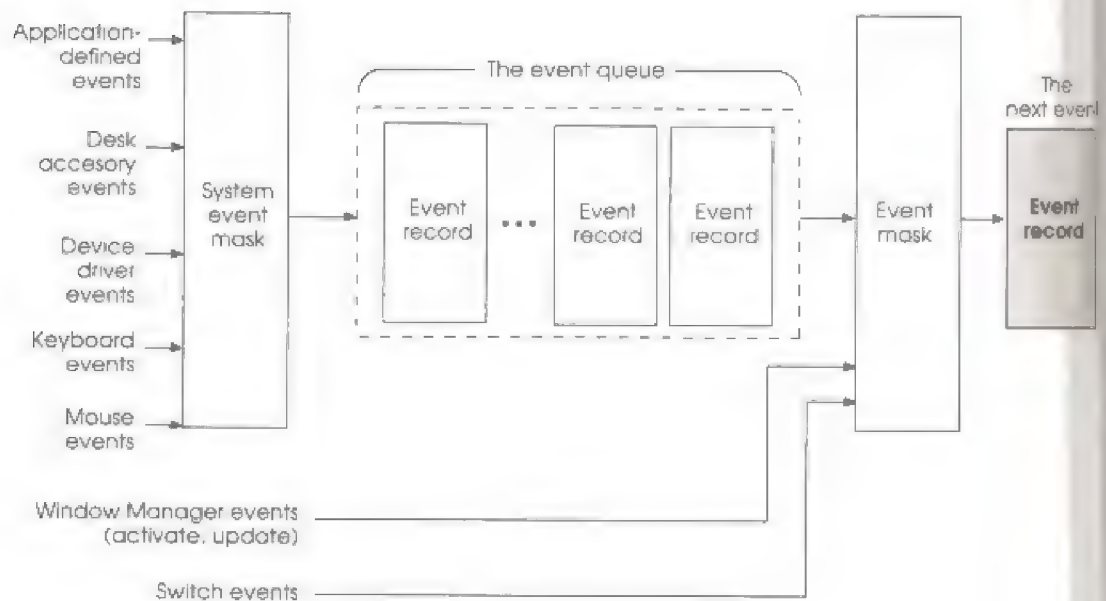 Application-
defined
events
Desk
accesory
events
Device
driver
events
Keyboard
events
Mouse
events
System
event
mask
The event queue
Event
record
•••
Event
record
Event
record
Event
mask
The
next event
Event
record
Window Manager events
(activate, update)
Switch events